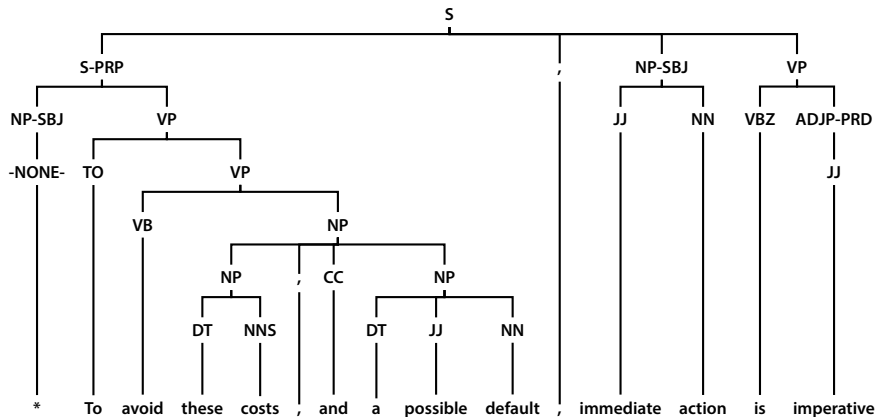 S
S-PRP , NP-SBJ VP
NP-SBJ VP JJ NN VBZ ADJP-PRD
-NONE- TO VP JJ
VB NP
NP , CC NP
DT NNS DT JJ NN
* To avoid these costs , and a possible default , immediate action is imperative